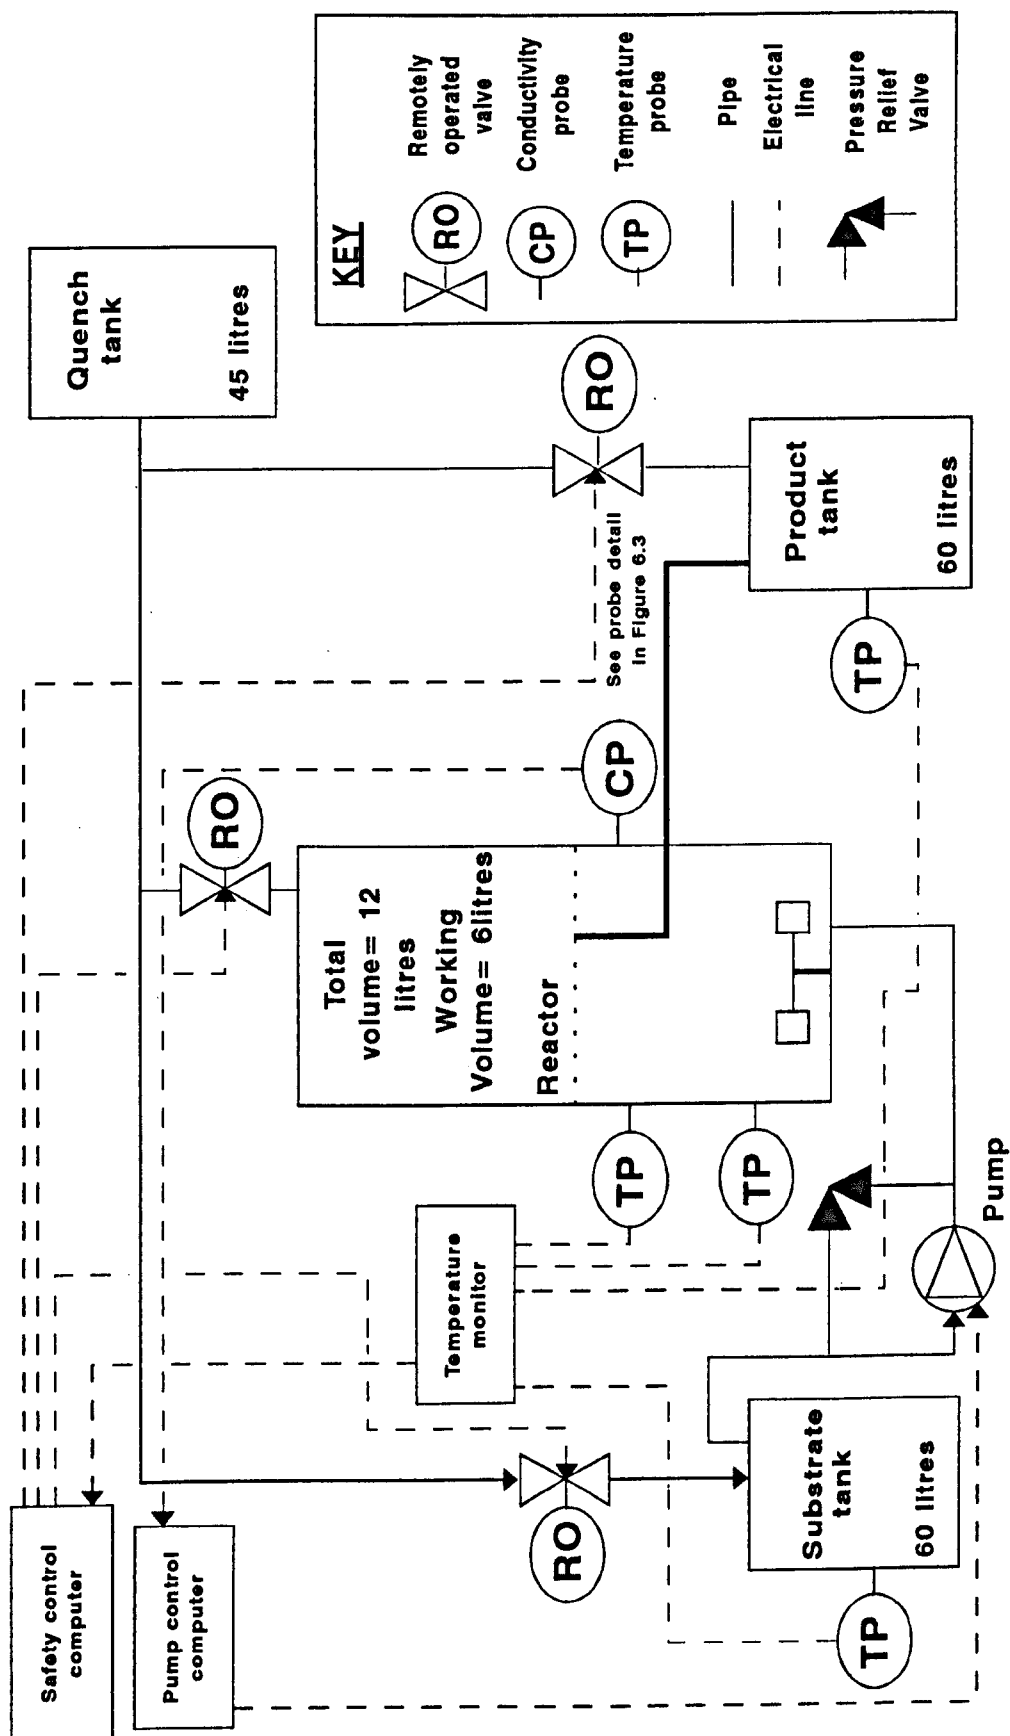 Safety control
computer
Pump control
computer
Quench
tank
45 litres
RO
Total
volume= 12
litres
Working
Volume= 6litres
Reactor
CP
TP
TP
Temperature
monitor
RO
Substrate
tank
60 litres
TP
Pump
RO
See probe detail
in Figure 6.3
Product
tank
60 litres
TP
KEY
RO
Remotely
operated
valve
CP
Conductivity
probe
TP
Temperature
probe
Pipe
Electrical
line
Pressure
Relief
Valve